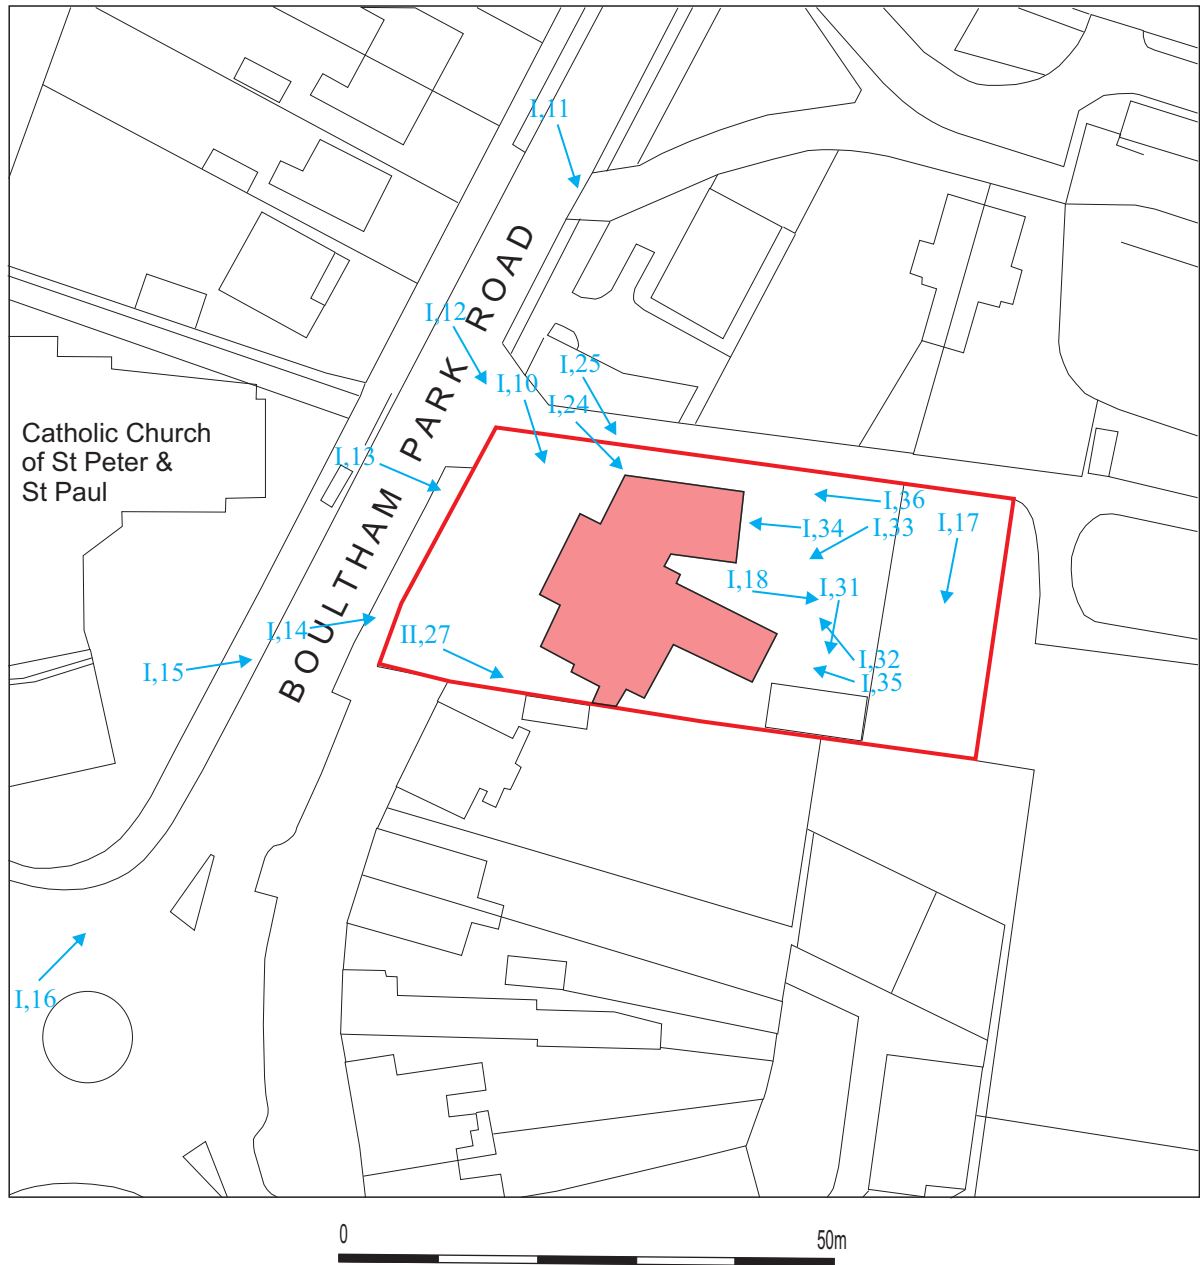 I,11
BOULTHAM PARK ROAD
I,12
I,25
I,10
I,24
Catholic Church
of St Peter &
St Paul
I,13
I,36
I,17
I,34
I,33
I,18
I,31
I,14
II,27
I,32
I,15
I,35
I,16
0
50m